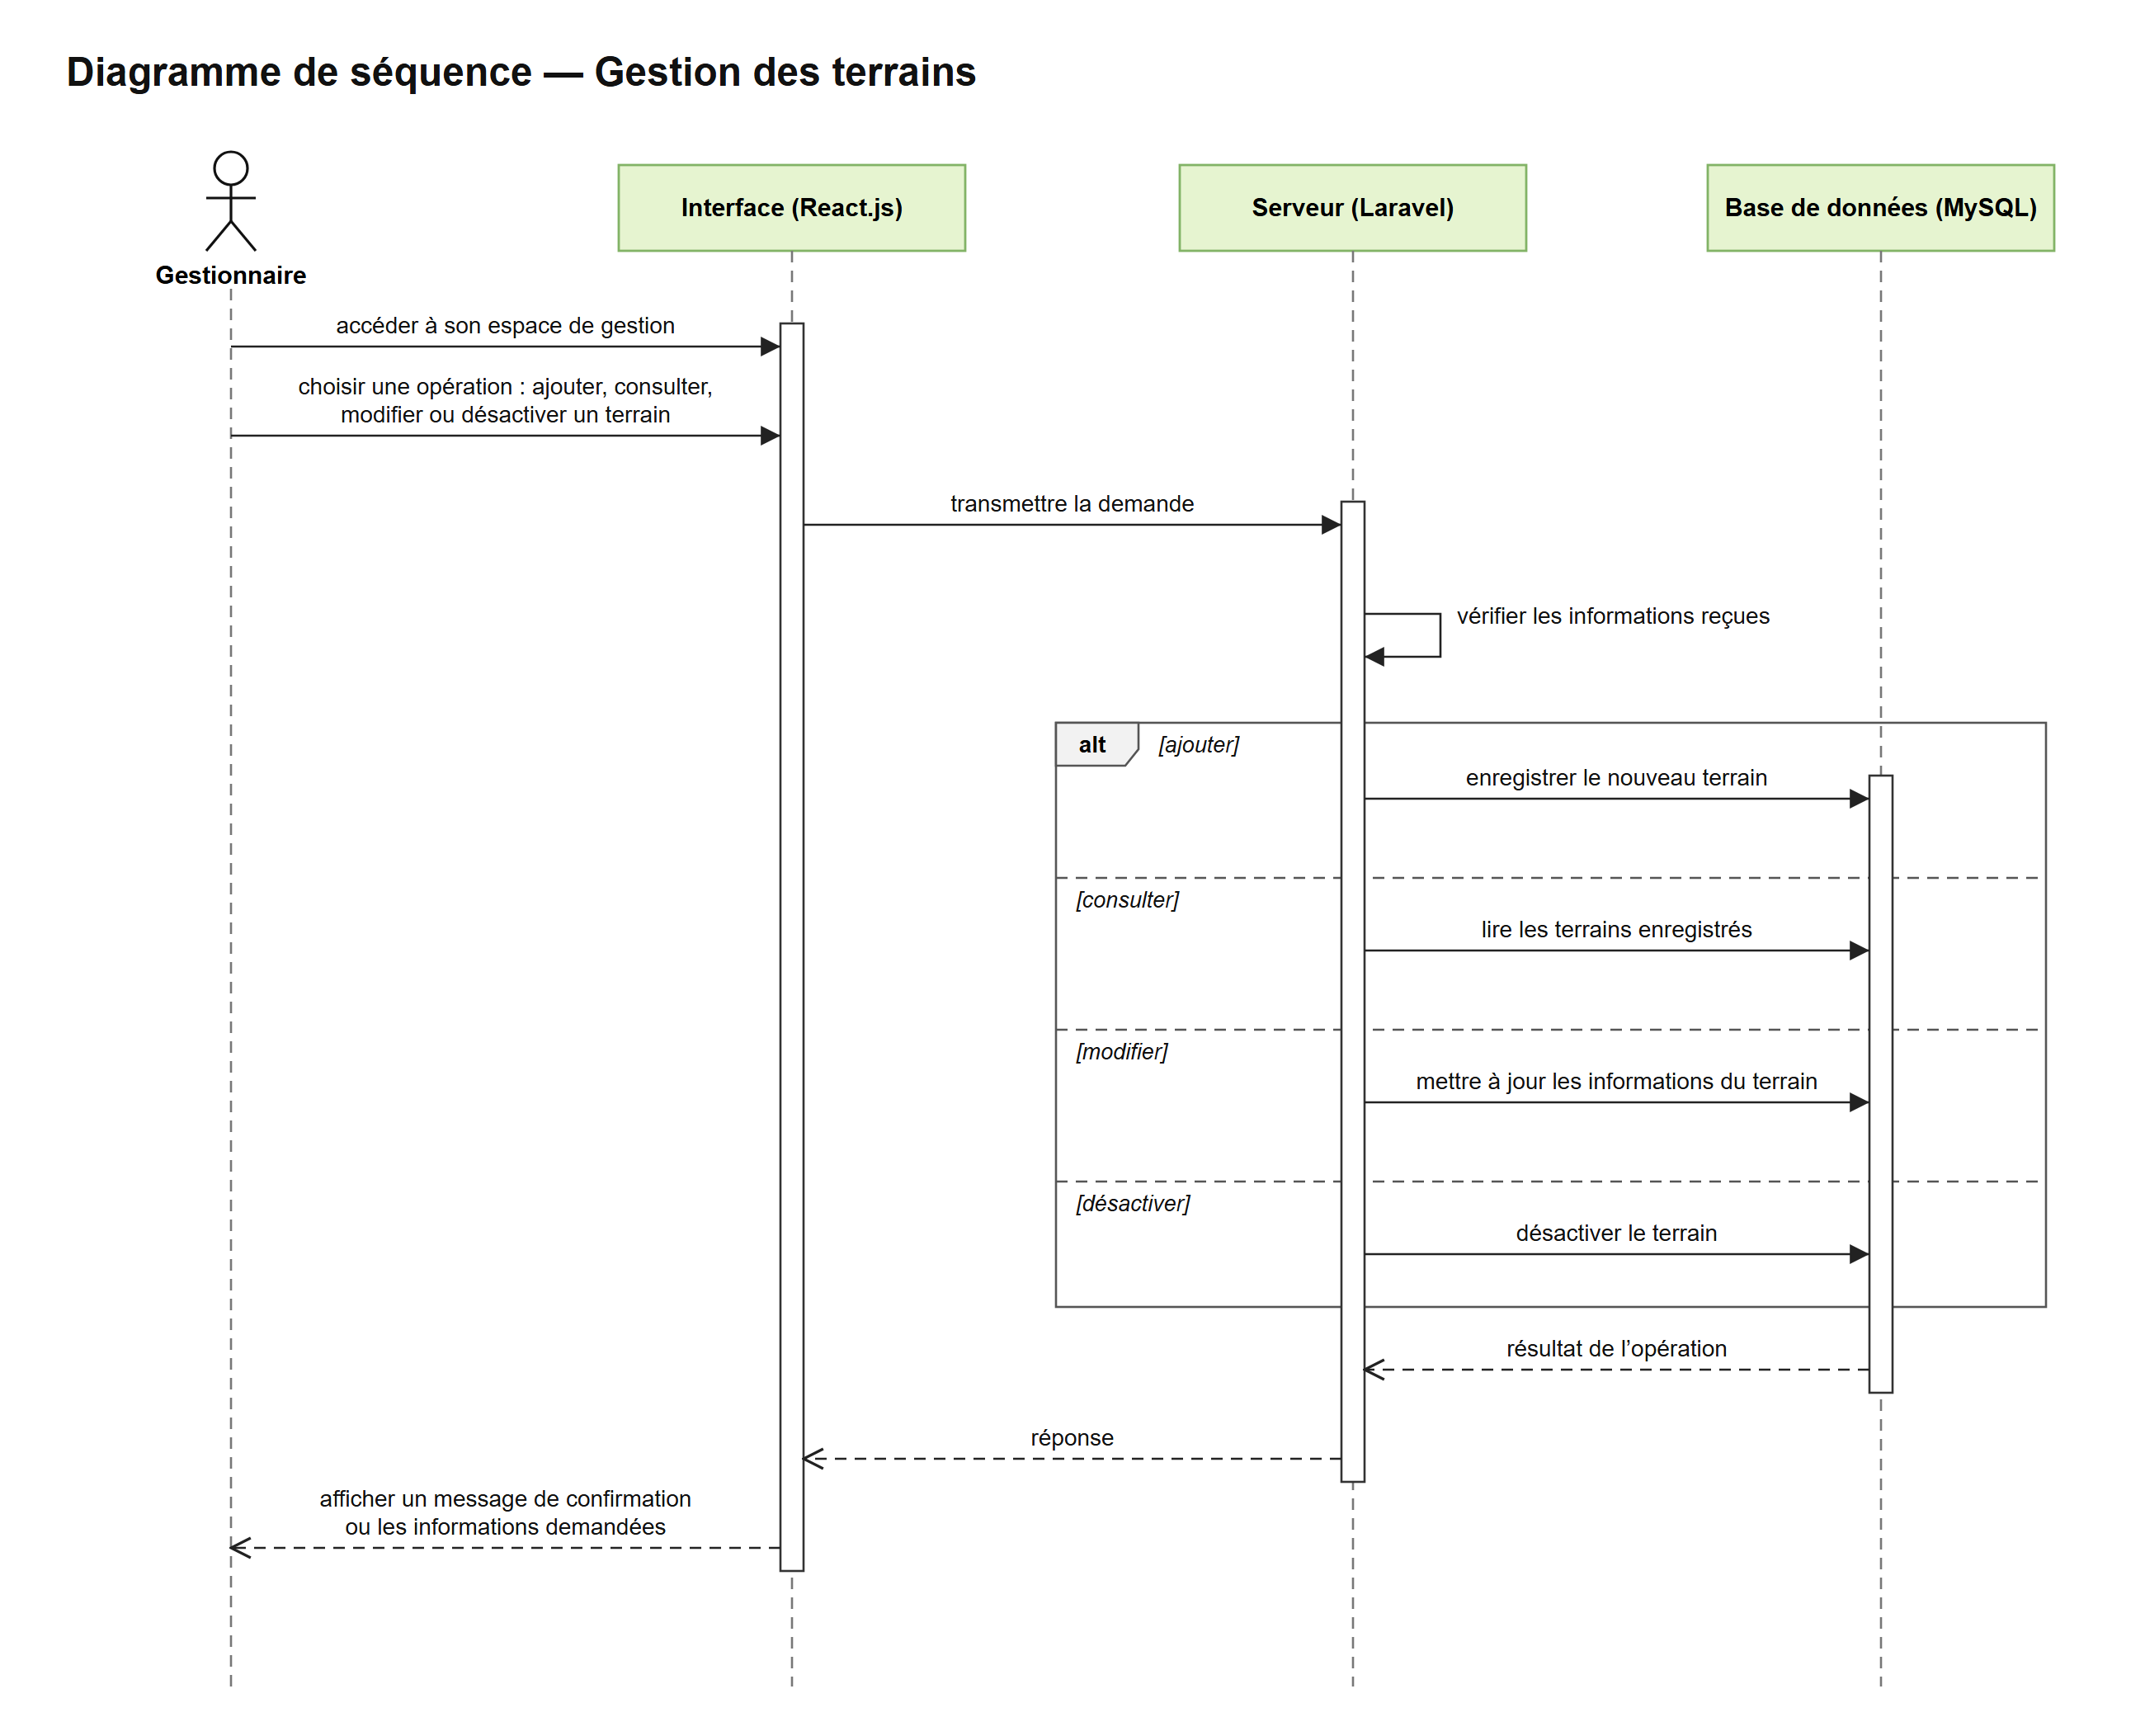 Diagramme de séquence — Gestion des terrains
Gestionnaire
Interface (React.js)
Serveur (Laravel)
Base de données (MySQL)
accéder à son espace de gestion
choisir une opération : ajouter, consulter,
modifier ou désactiver un terrain
transmettre la demande
vérifier les informations reçues
alt
[ajouter]
enregistrer le nouveau terrain
[consulter]
lire les terrains enregistrés
[modifier]
mettre à jour les informations du terrain
[désactiver]
désactiver le terrain
résultat de l’opération
réponse
afficher un message de confirmation
ou les informations demandées